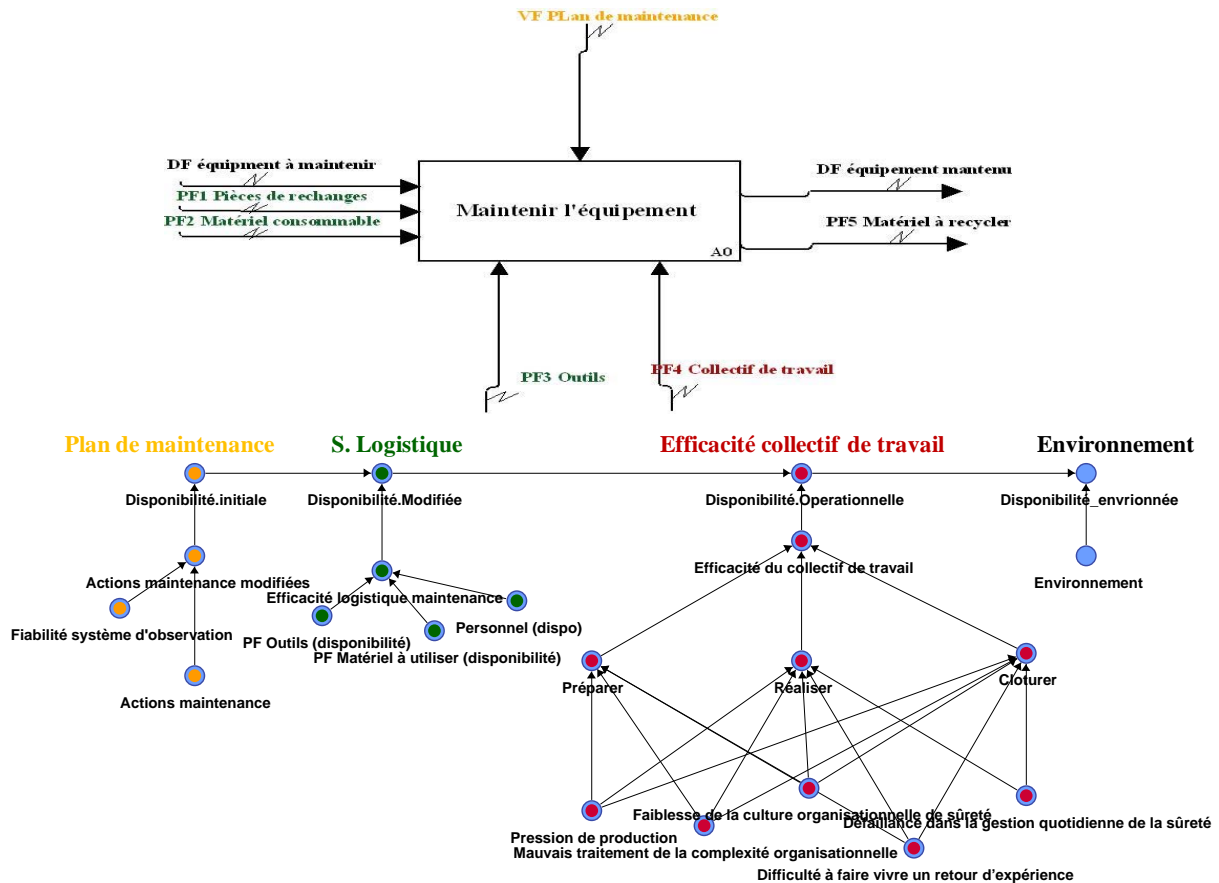 VF PLan de maintenance
DF équipment à maintenir
PF1 Pièces de rechanges
PF2 Matériel consommable
Maintenir l'équipement
A0
DF équipement mantenu
PF5 Matériel à recycler
PF3 Outils
PF4 Collectif de travail
Plan de maintenance
S. Logistique
Efficacité collectif de travail
Environnement
Disponibilité.initiale
Disponibilité.Modifiée
Disponibilité.Operationnelle
Disponibilité_envrionnée
Actions maintenance modifiées
Efficacité logistique maintenance
Efficacité du collectif de travail
Environnement
Fiabilité système d'observation
PF Outils (disponibilité)
Personnel (dispo)
PF Matériel à utiliser (disponibilité)
Actions maintenance
Préparer
Réaliser
Cloturer
Pression de production
Faiblesse de la culture organisationnelle de sûreté
Défaillance dans la gestion quotidienne de la sûreté
Mauvais traitement de la complexité organisationnelle
Difficulté à faire vivre un retour d'expérience